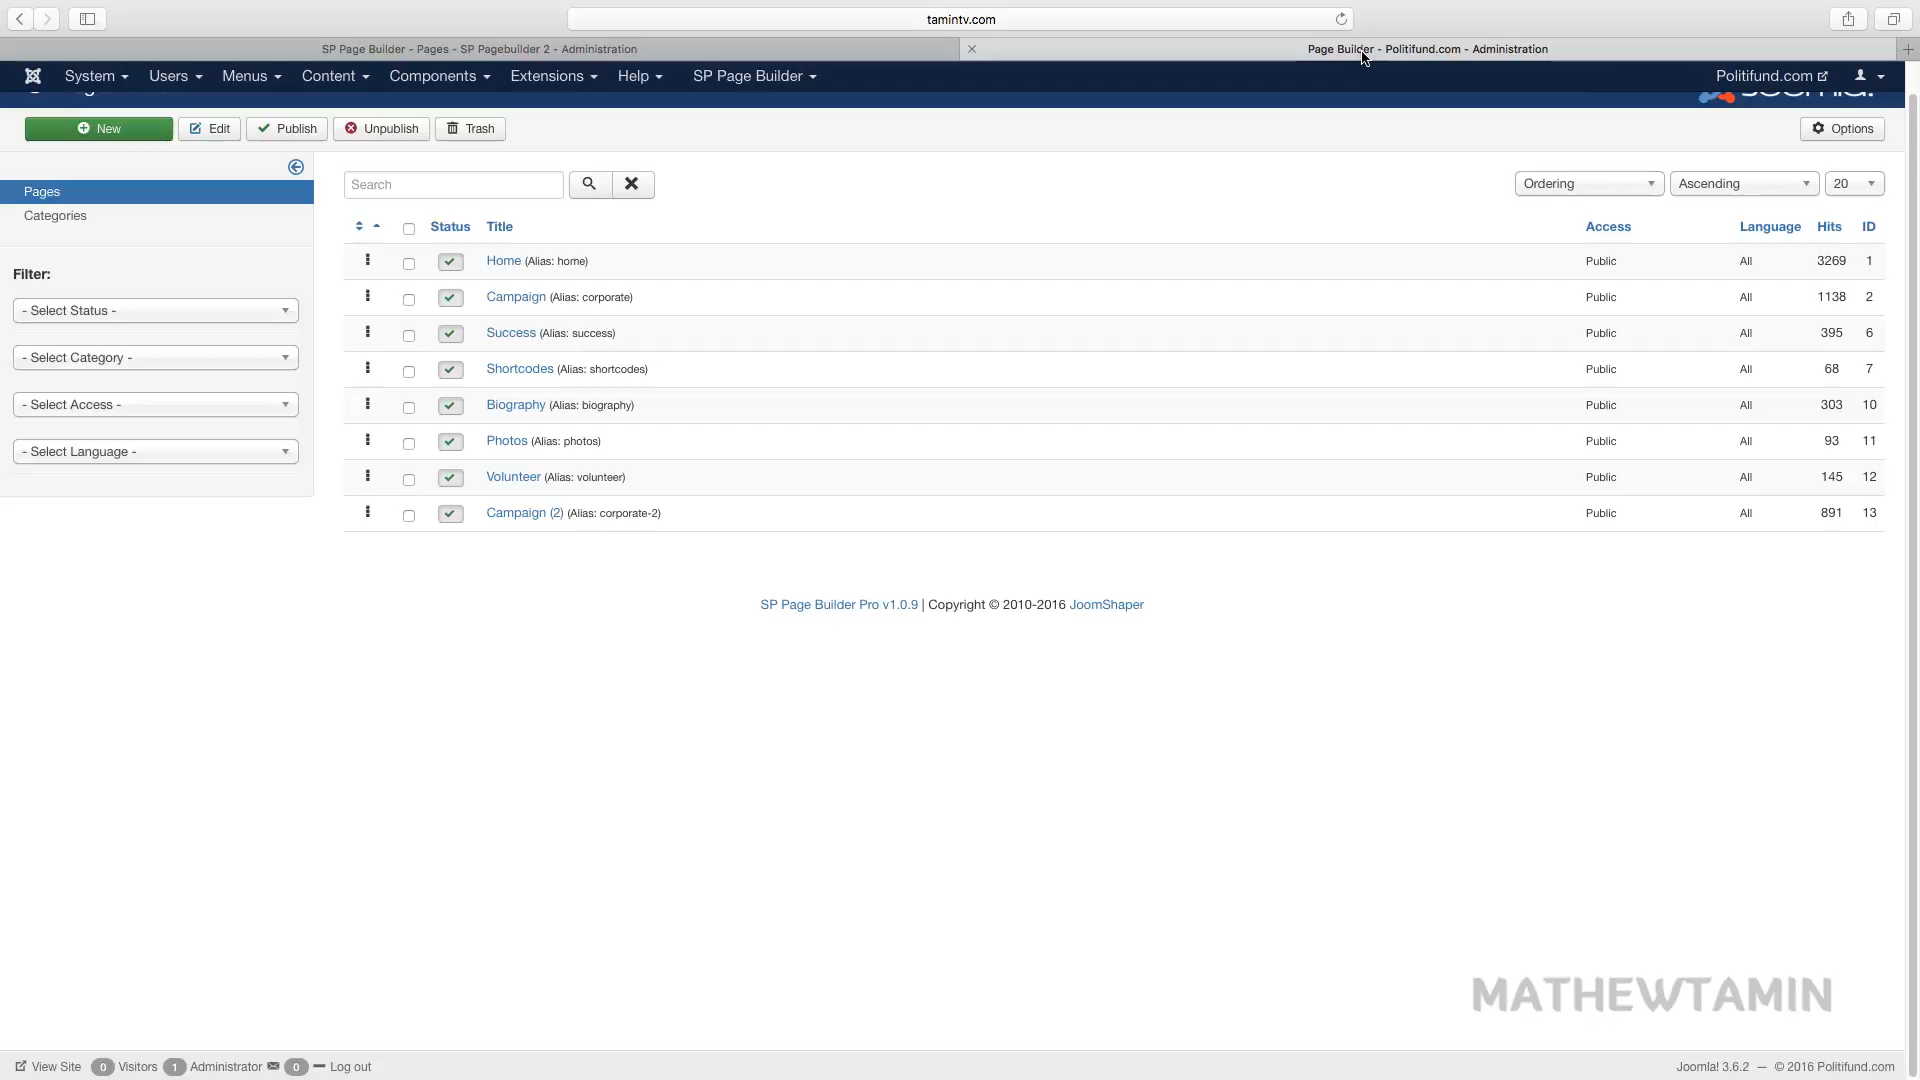 tamintv.com
SP Page Builder - Pages - SP Pagebuilder 2 - Administration
Page Builder - Politifund.com - Administration
System Users Menus Content Components Extensions Help SP Page Builder Politifund.com
New Edit Publish Unpublish Trash Options
Pages
Categories
Filter:
- Select Status -
- Select Category -
- Select Access -
- Select Language -
Search Ordering Ascending 20
Status Title Access Language Hits ID
Home (Alias: home) Public All 3269 1
Campaign (Alias: corporate) Public All 1138 2
Success (Alias: success) Public All 395 6
Shortcodes (Alias: shortcodes) Public All 68 7
Biography (Alias: biography) Public All 303 10
Photos (Alias: photos) Public All 93 11
Volunteer (Alias: volunteer) Public All 145 12
Campaign (2) (Alias: corporate-2) Public All 891 13
SP Page Builder Pro v1.0.9 | Copyright © 2010-2016 JoomShaper
MATHEWTAMIN
View Site 0 Visitors 1 Administrator 0 Log out Joomla! 3.6.2 — © 2016 Politifund.com